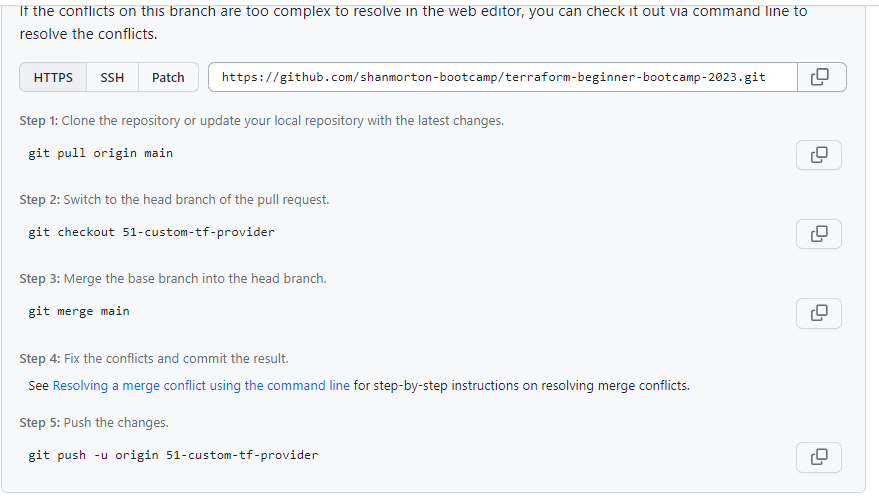 If the conflicts on this branch are too complex to resolve in the web editor, you can check it out via command line to
resolve the conflicts.
HTTPS SSH Patch https://github.com/shanmorton-bootcamp/terraform-beginner-bootcamp-2023.git
Step 1: Clone the repository or update your local repository with the latest changes.
git pull origin main
Step 2: Switch to the head branch of the pull request.
git checkout 51-custom-tf-provider
Step 3: Merge the base branch into the head branch.
git merge main
Step 4: Fix the conflicts and commit the result.
See Resolving a merge conflict using the command line for step-by-step instructions on resolving merge conflicts.
Step 5: Push the changes.
git push -u origin 51-custom-tf-provider